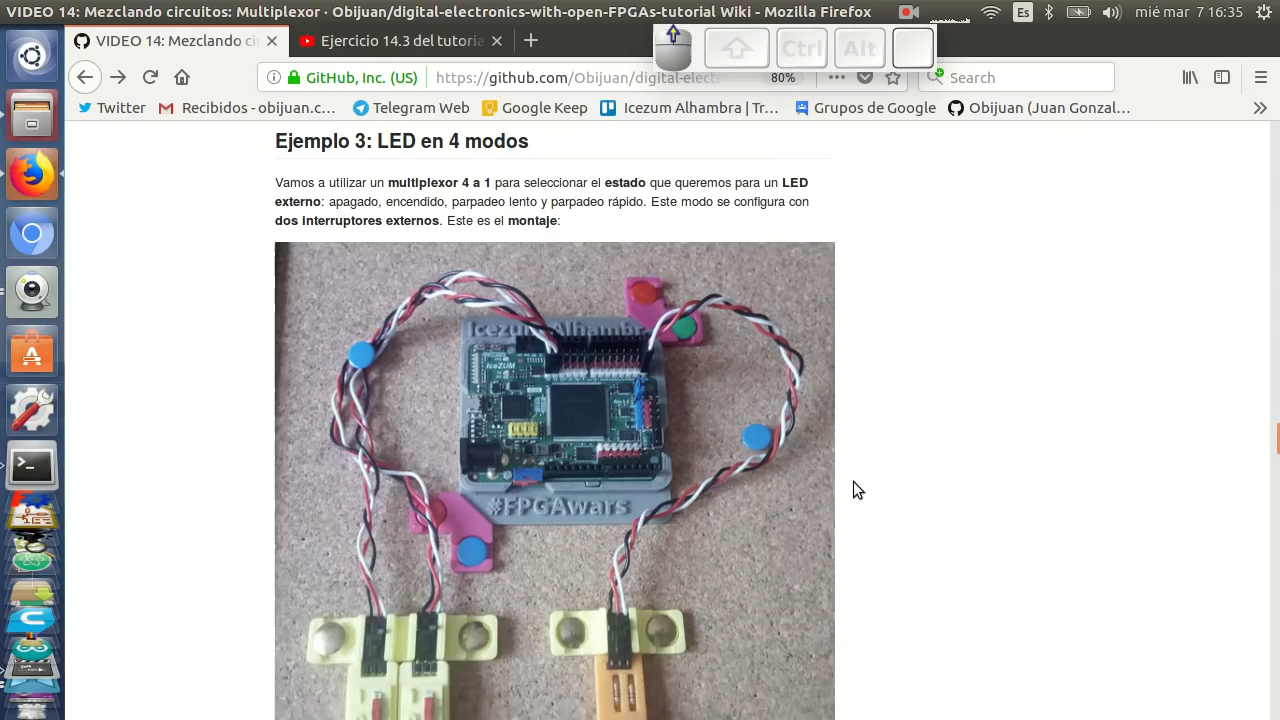 VIDEO 14: Mezclando circuitos: Multiplexor · Obijuan/digital-electronics-with-open-FPGAs-tutorial Wiki - Mozilla Firefox
Es
mié mar 7 16:35
VIDEO 14: Mezclando c
Ejercicio 14.3 del tutoria
Ctrl
Alt
GitHub, Inc. (US)
https://github.com/Obijuan/digital-elect
80%
Search
Twitter
Recibidos - obijuan.c…
Telegram Web
Google Keep
Icezum Alhambra | Tr…
Grupos de Google
Obijuan (Juan Gonzal…
Ejemplo 3: LED en 4 modos
Vamos a utilizar un multiplexor 4 a 1 para seleccionar el estado que queremos para un LED
externo: apagado, encendido, parpadeo lento y parpadeo rápido. Este modo se configura con
dos interruptores externos. Este es el montaje:
Icezum Alhambra
IceZUM
#FPGAwars